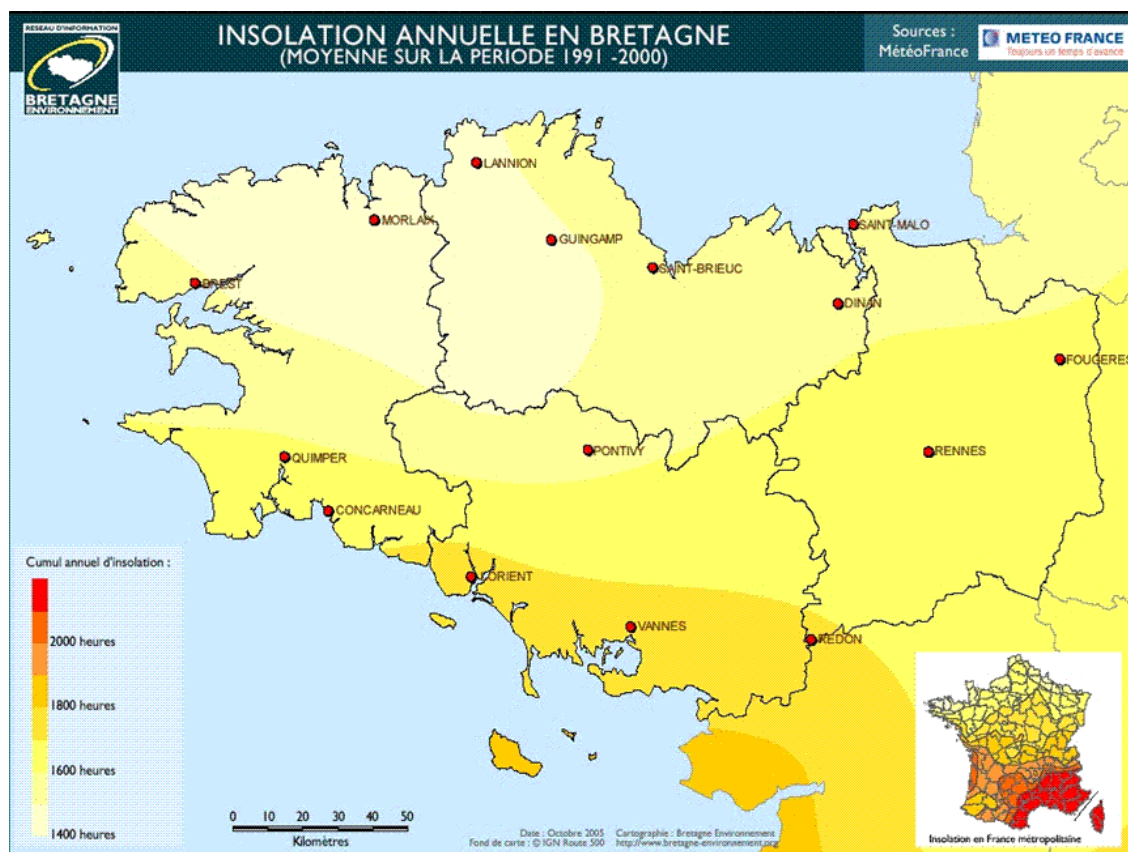 RESEAU D'INFORMATION
BRETAGNE
ENVIRONNEMENT
INSOLATION ANNUELLE EN BRETAGNE
(MOYENNE SUR LA PERIODE 1991 -2000)
Sources :
MétéoFrance
METEO FRANCE
Toujours un temps d'avance
LANNION
MORLAIX
GUINGAMP
SAINT-MALO
SAINT-BRIEUC
BREST
DINAN
FOUGERES
PONTIVY
RENNES
QUIMPER
CONCARNEAU
LORIENT
VANNES
REDON
Cumul annuel d'insolation :
2000 heures
1800 heures
1600 heures
1400 heures
0 10 20 30 40 50
Kilomètres
Date : Octobre 2005 Cartographie : Bretagne Environnement
Fond de carte : © IGN Route 500 http://www.bretagne-environnement.org
Insolation en France métropolitaine